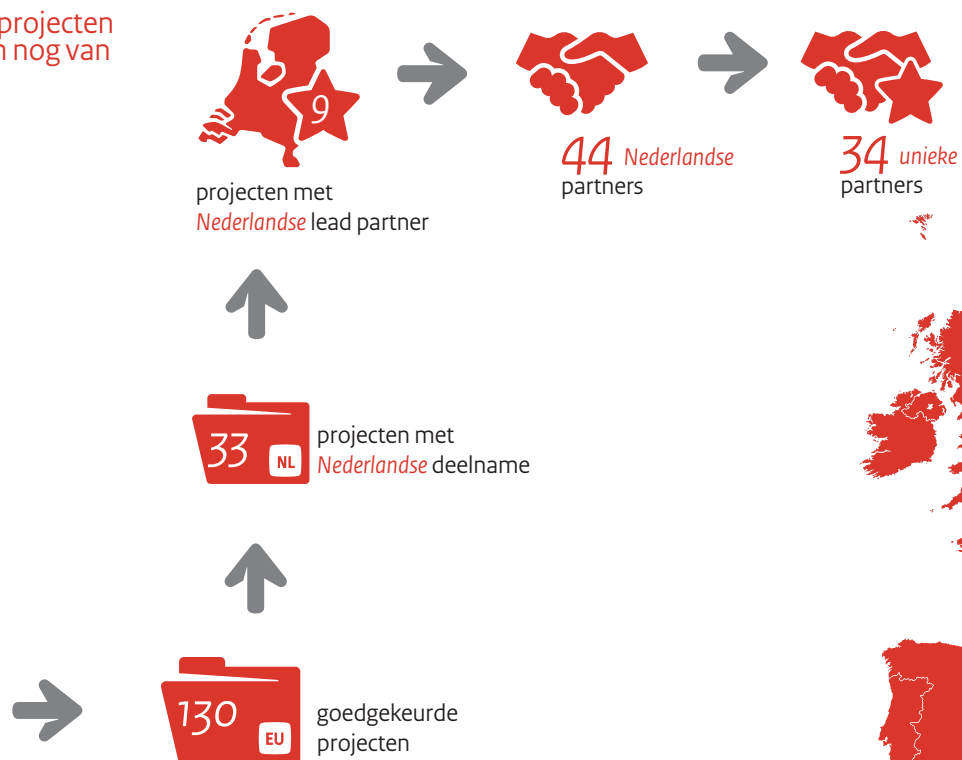 projecten
nog van
9
projecten met
Nederlandse lead partner
44 Nederlandse
partners
34 unieke
partners
33
NL
projecten met
Nederlandse deelname
130
EU
goedgekeurde
projecten